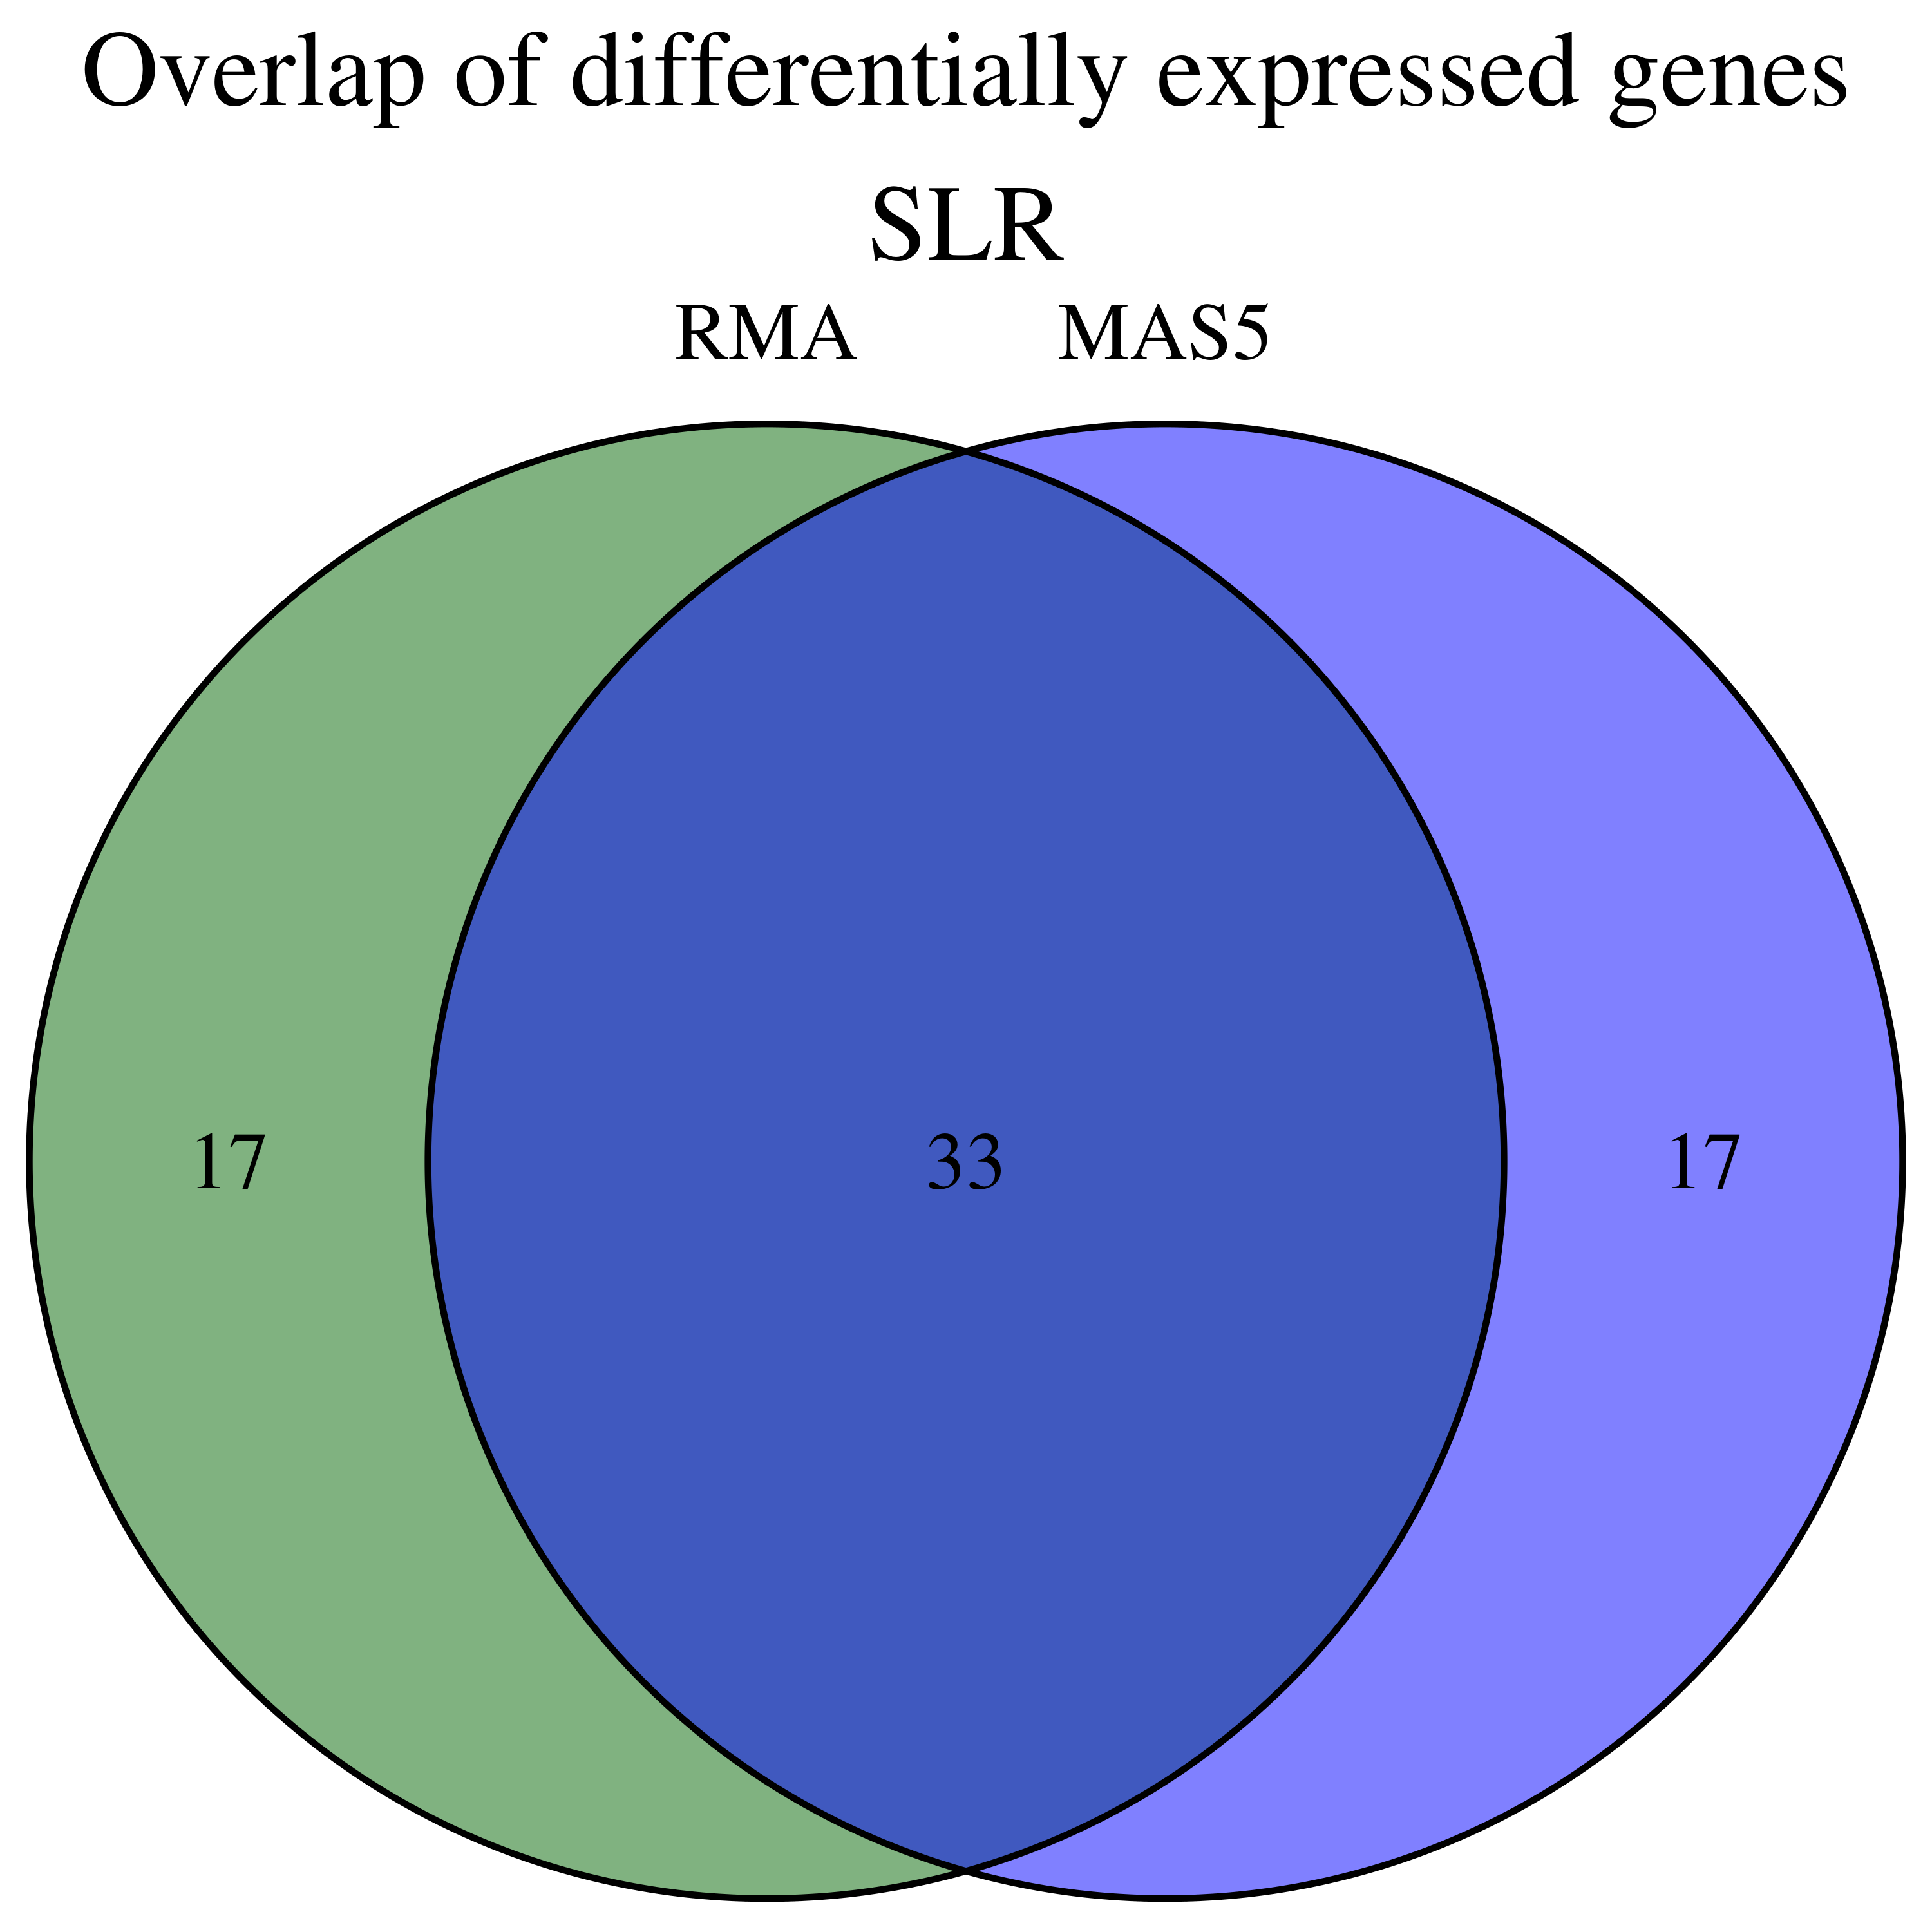 Overlap of differentially expressed genes
SLR
RMA MAS5
17 33 17